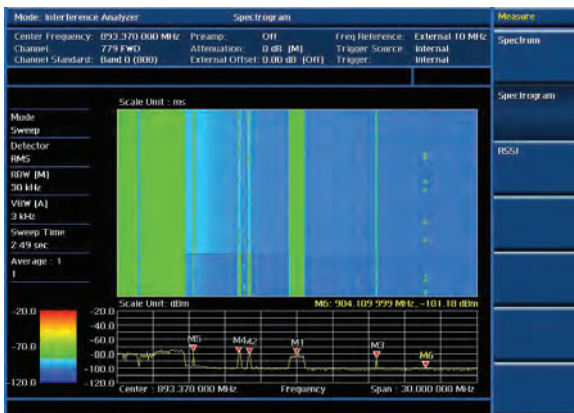 Mode: Interference Analyzer Spectrogram Measure
Center Frequency: 893.370 000 MHz Preamp: Off Freq Reference: External 10 MHz
Channel: 779 FWD Attenuation: 0 dB [M] Trigger Source: Internal
Channel Standard: Band 0 (800) External Offset: 0.00 dB [Off] Trigger: Internal
Spectrum
Spectrogram
RSSI
Scale Unit : ms
Mode
Sweep
Detector
RMS
RBW [M]
30 kHz
VBW [A]
3 kHz
Sweep Time
2.49 sec
Average : 1
1
Scale Unit: dBm M6: 904.109 999 MHz, -101.18 dBm
-20.0
-70.0
-120.0
-20.0
-40.0
-60.0
-80.0
-100.0
-120.0
M5 M4 M2 M1 M3 M6
Center : 893.370 000 MHz Frequency Span : 30.000 000 MHz